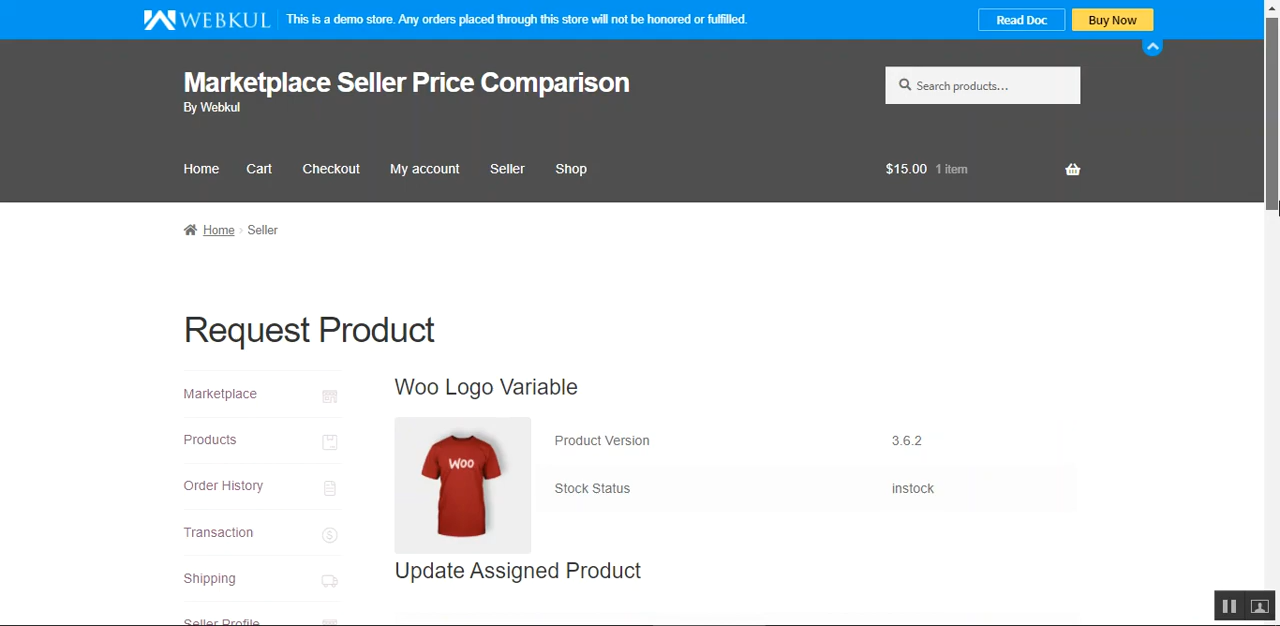 WEBKUL
This is a demo store. Any orders placed through this store will not be honored or fulfilled.
Read Doc
Buy Now
Marketplace Seller Price Comparison
By Webkul
Search products...
Home
Cart
Checkout
My account
Seller
Shop
$15.00 1 item
Home › Seller
Request Product
Marketplace
Products
Order History
Transaction
Shipping
Seller Profile
Woo Logo Variable
WOO
Product Version 3.6.2
Stock Status instock
Update Assigned Product